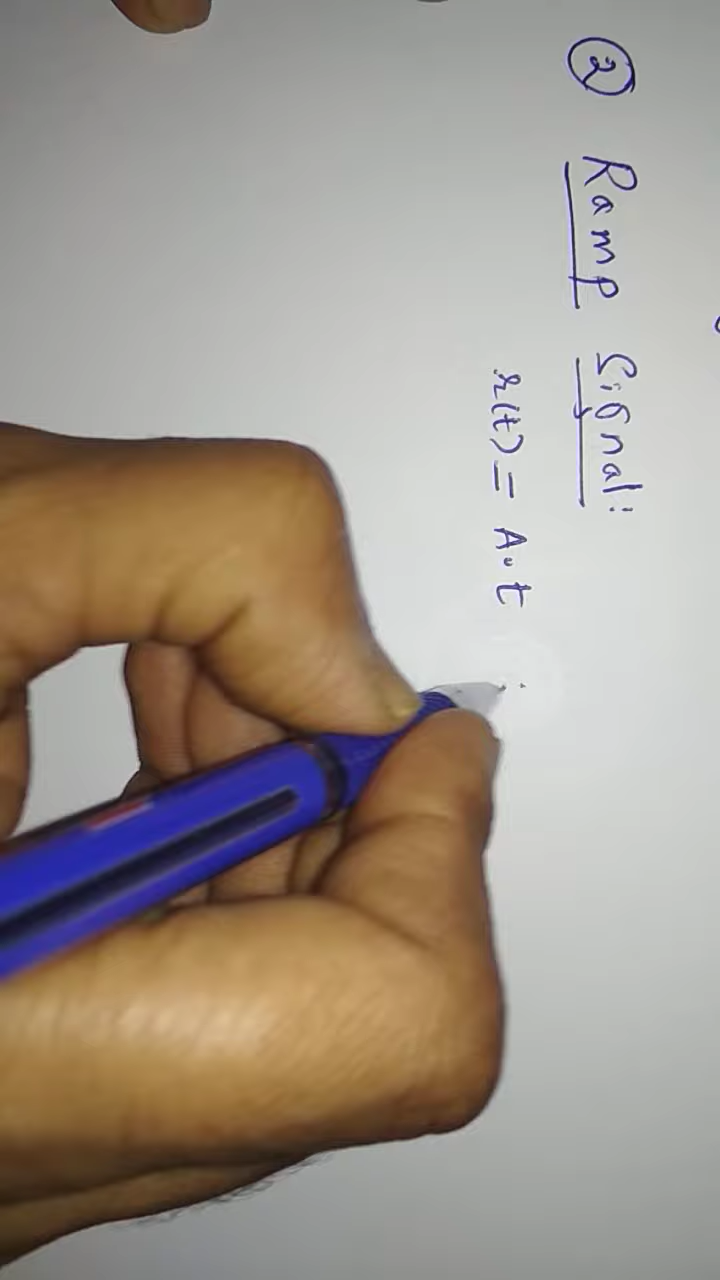 ② Ramp Signal:
r(t) = A.t ;